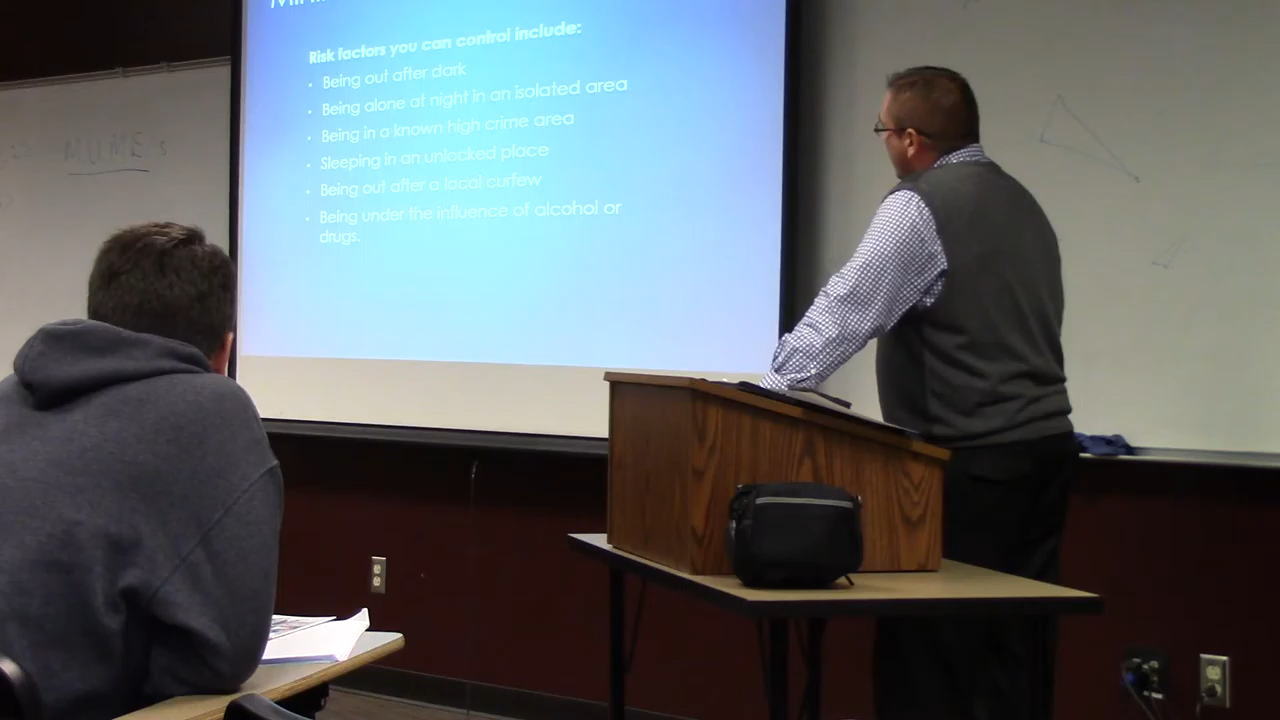 Risk factors you can control include:
• Being out after dark
• Being alone at night in an isolated area
• Being in a known high crime area
• Sleeping in an unlocked place
• Being out after a local curfew
• Being under the influence of alcohol or
drugs.
M U M E s